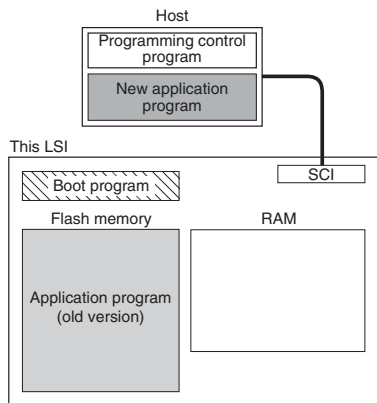 Host
Programming control
program
New application
program
This LSI
SCI
Boot program
Flash memory
RAM
Application program
(old version)